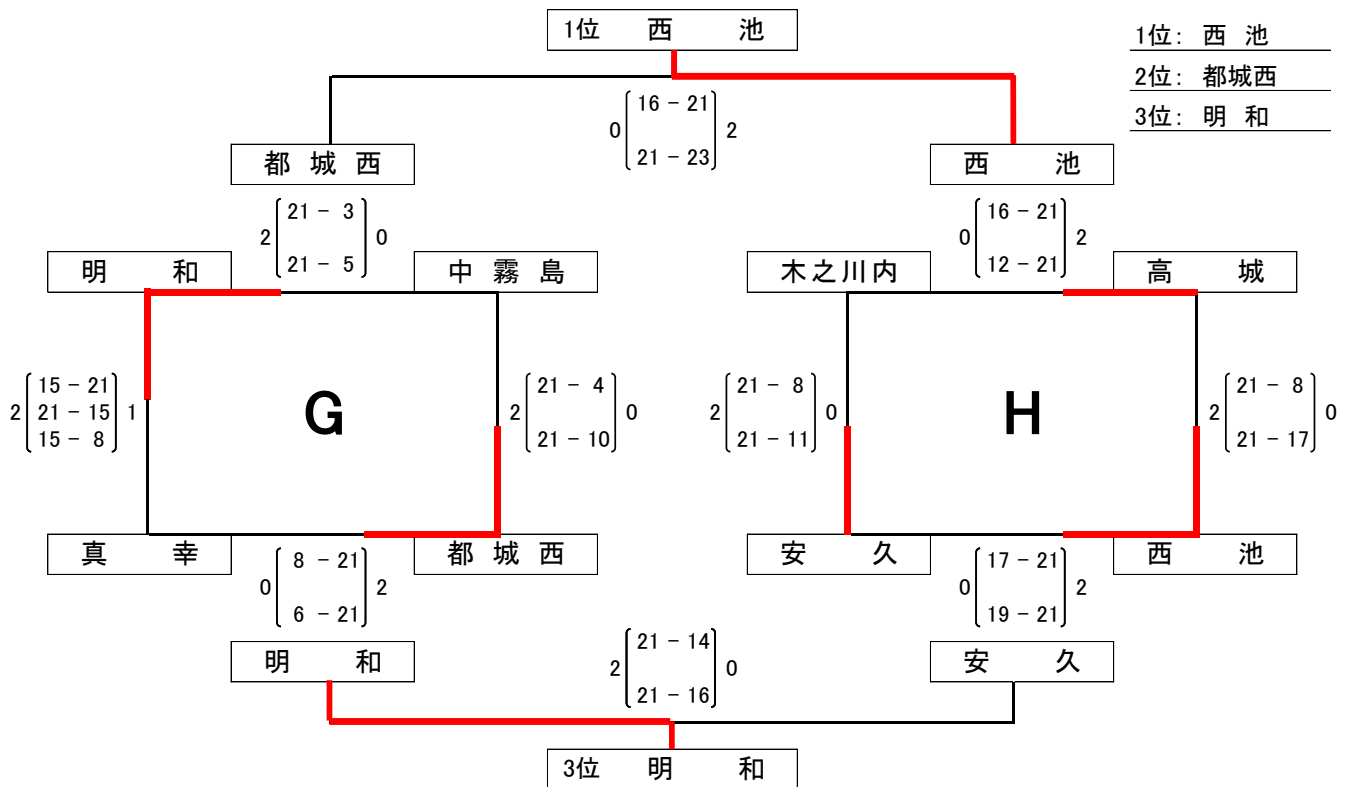 1位 西 池
1位: 西 池
2位: 都城西
3位: 明 和
0 16 - 21 2
21 - 23
都 城 西
西 池
2 21 - 3 0
21 - 5
0 16 - 21 2
12 - 21
明 和
中 霧 島
木之川内
高 城
2 15 - 21 1
21 - 15
15 - 8
G
2 21 - 4 0
21 - 10
2 21 - 8 0
21 - 11
H
2 21 - 8 0
21 - 17
真 幸
都 城 西
安 久
西 池
0 8 - 21 2
6 - 21
0 17 - 21 2
19 - 21
明 和
2 21 - 14 0
21 - 16
安 久
3位 明 和